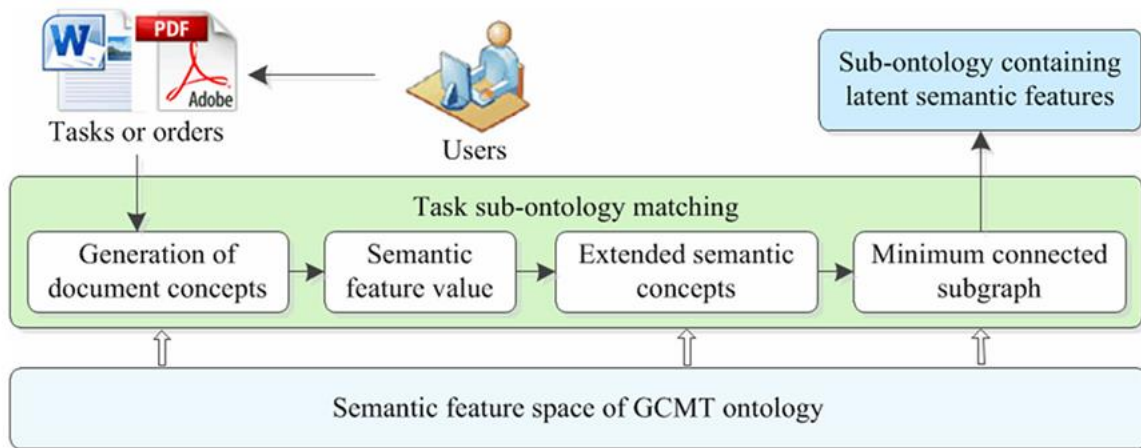 W
PDF
Adobe
Tasks or orders
Users
Sub-ontology containing
latent semantic features
Task sub-ontology matching
Generation of
document concepts
Semantic
feature value
Extended semantic
concepts
Minimum connected
subgraph
Semantic feature space of GCMT ontology